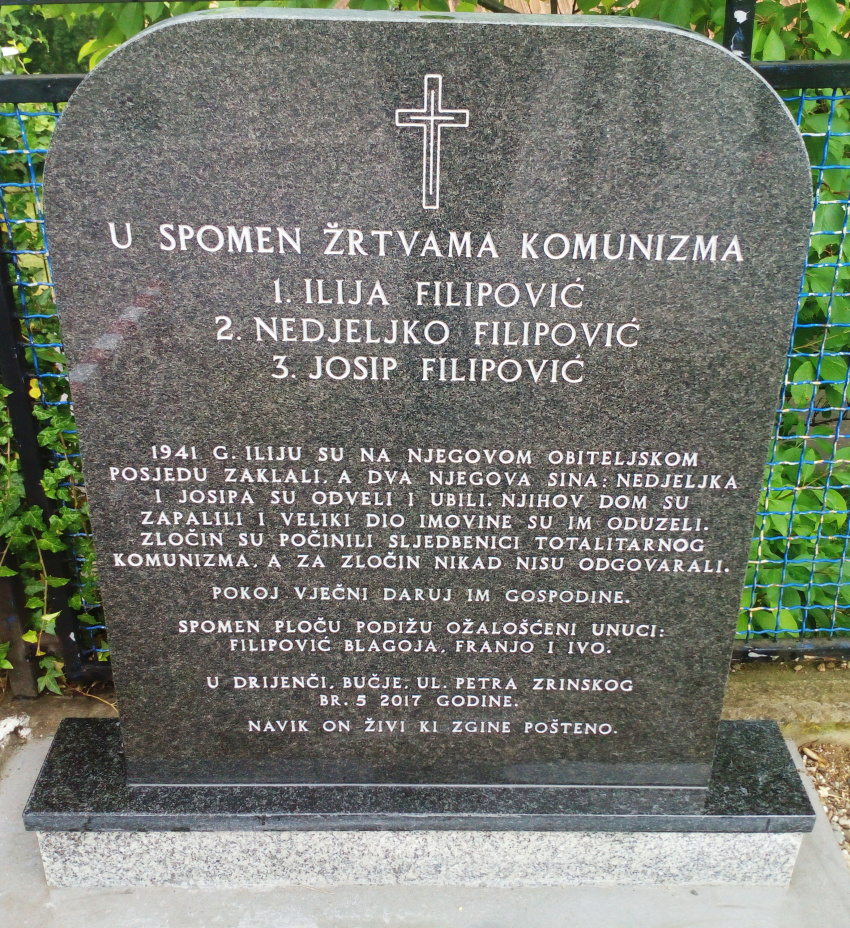 U SPOMEN ŽRTVAMA KOMUNIZMA
1. ILIJA FILIPOVIĆ
2. NEDJELJKO FILIPOVIĆ
3. JOSIP FILIPOVIĆ
1941 G. ILIJU SU NA NJEGOVOM OBITELJSKOM
POSJEDU ZAKLALI. A DVA NJEGOVA SINA: NEDJELJKA
I JOSIPA SU ODVELI I UBILI. NJIHOV DOM SU
ZAPALILI I VELIKI DIO IMOVINE SU IM ODUZELI.
ZLOČIN SU POČINILI SLJEDBENICI TOTALITARNOG
KOMUNIZMA, A ZA ZLOČIN NIKAD NISU ODGOVARALI.
POKOJ VJEČNI DARUJ IM GOSPODINE.
SPOMEN PLOČU PODIŽU OŽALOŠĆENI UNUCI:
FILIPOVIĆ BLAGOJA, FRANJO I IVO.
U DRIJENČI, BUČJE, UL. PETRA ZRINSKOG
BR. 5 2017 GODINE.
NAVIK ON ŽIVI KI ZGINE POŠTENO.